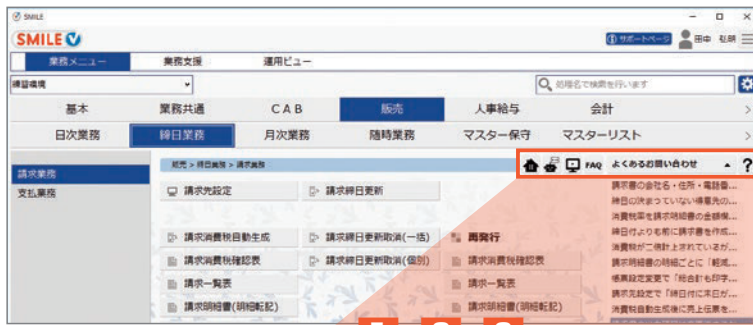 SMILE
SMILE V
サポートページ
田中 弘明
業務メニュー 業務支援 運用ビュー
練習環境
処理名で検索を行います
基本 業務共通 CAB 販売 人事給与 会計
日次業務 締日業務 月次業務 随時業務 マスター保守 マスターリスト
請求業務
支払業務
販売 > 締日業務 > 請求業務
FAQ よくあるお問い合わせ ?
請求先設定 請求締日更新
請求消費税自動生成 請求締日更新取消(一括) 再発行
請求消費税確認表 請求締日更新取消(個別) 請求消費税確認表
請求一覧表 請求一覧表
請求明細書(明細転記) 請求明細書(明細転記)
請求書の会社名・住所・電話番...
締日の決まっていない得意先の...
消費税率を請求明細書の金額欄...
締日付よりも前に請求書を作成...
消費税が二倍計上されているが...
請求明細書の明細ごとに「軽減...
帳票設定変更で「総合計も印字...
請求先設定で「締日付に末日が...
消費税自動生成後に売上伝票を...